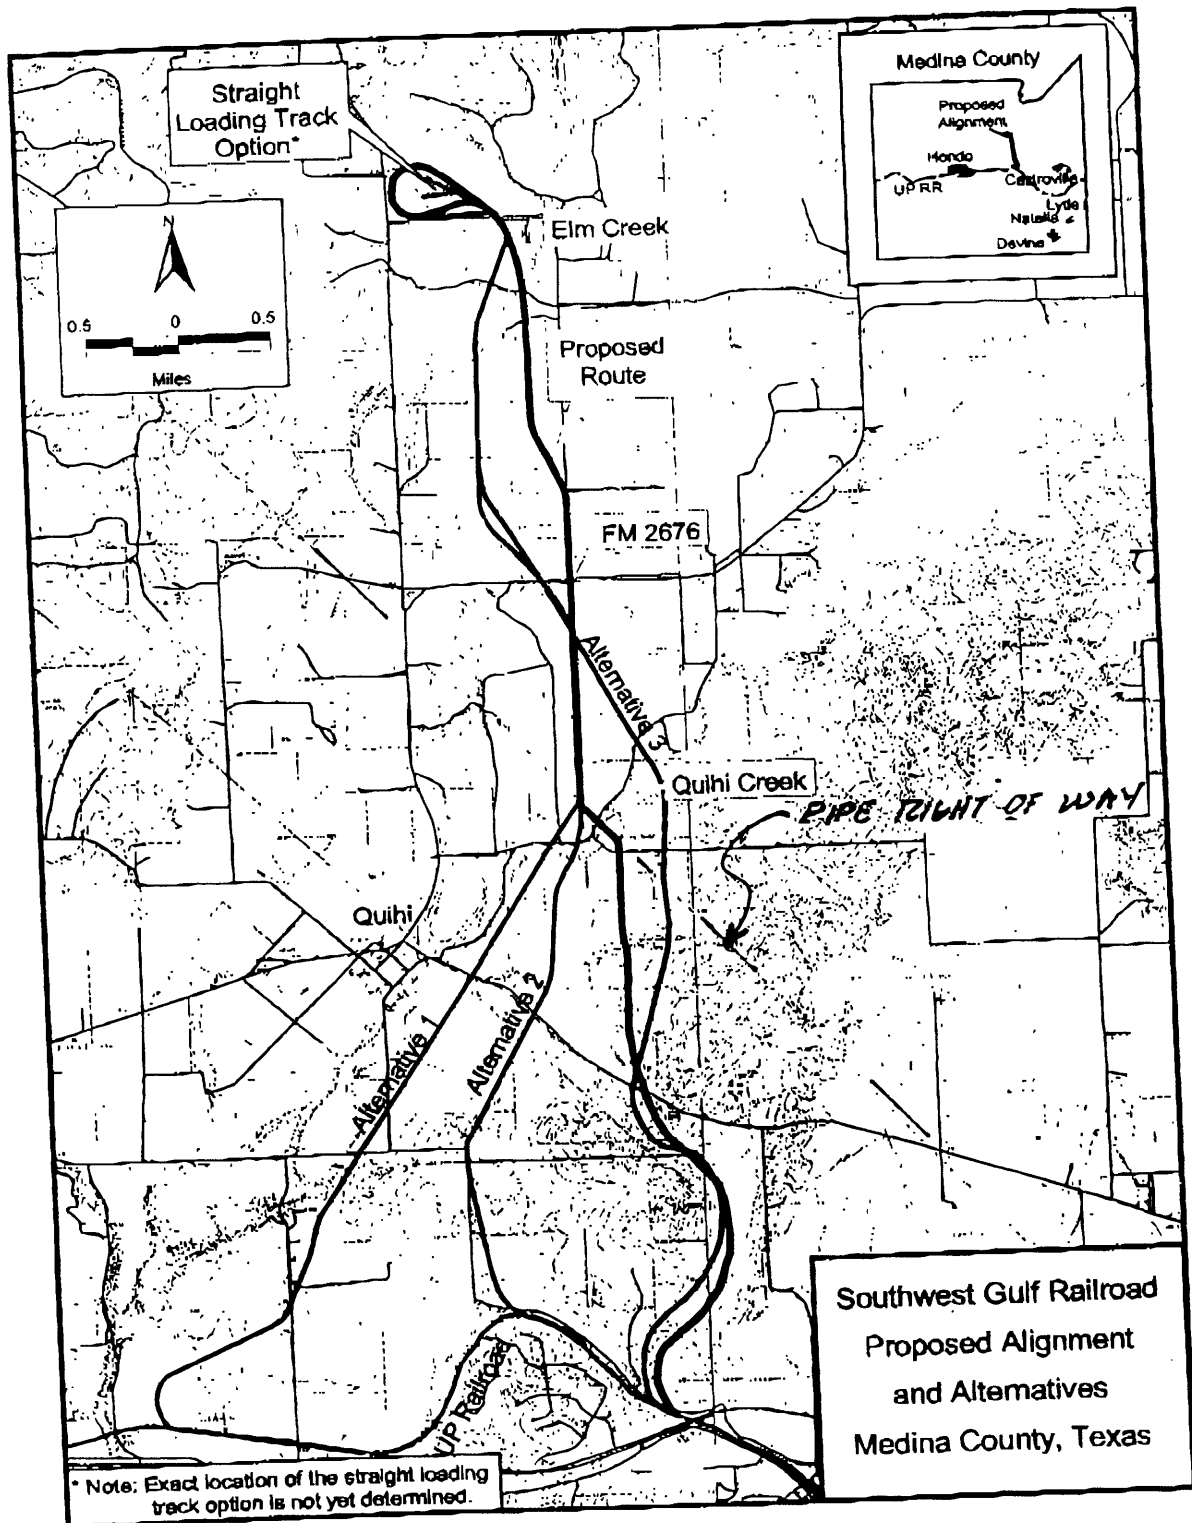 Straight
Loading Track
Option*
Medina County
Proposed
Alignment
Hondo
UP RR
Castroville
Lytle
Natalia
Devine
N
0.5 0 0.5
Miles
Elm Creek
Proposed
Route
FM 2676
Alternative 3
Quihi Creek
PIPE RIGHT OF WAY
Quihi
Alternative 1
Alternative 2
UP Railroad
Southwest Gulf Railroad
Proposed Alignment
and Alternatives
Medina County, Texas
* Note: Exact location of the straight loading
track option is not yet determined.